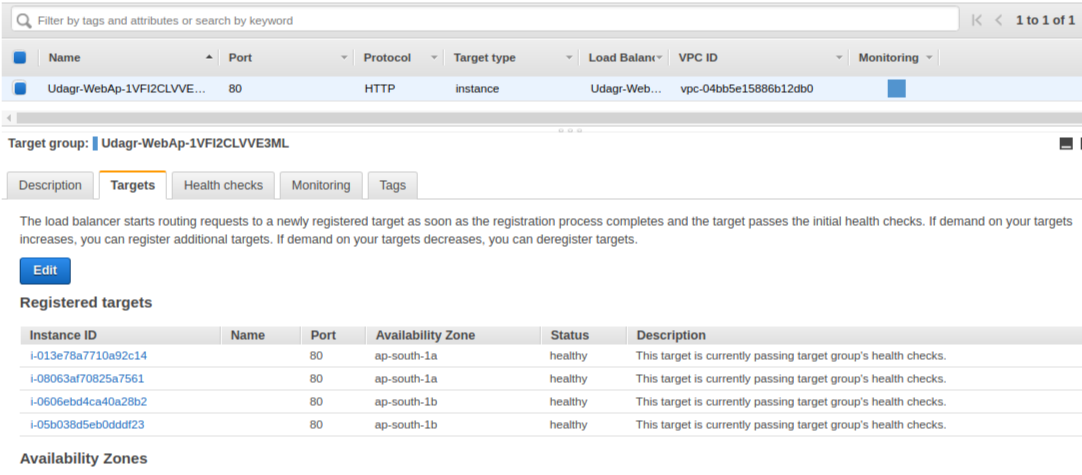 Filter by tags and attributes or search by keyword 1 to 1 of 1
Name Port Protocol Target type Load Balanc VPC ID Monitoring
Udagr-WebAp-1VFI2CLVVE... 80 HTTP instance Udagr-Web... vpc-04bb5e15886b12db0
Target group: Udagr-WebAp-1VFI2CLVVE3ML
Description Targets Health checks Monitoring Tags
The load balancer starts routing requests to a newly registered target as soon as the registration process completes and the target passes the initial health checks. If demand on your targets
increases, you can register additional targets. If demand on your targets decreases, you can deregister targets.
Edit
Registered targets
Instance ID Name Port Availability Zone Status Description
i-013e78a7710a92c14 80 ap-south-1a healthy This target is currently passing target group's health checks.
i-08063af70825a7561 80 ap-south-1a healthy This target is currently passing target group's health checks.
i-0606ebd4ca40a28b2 80 ap-south-1b healthy This target is currently passing target group's health checks.
i-05b038d5eb0dddf23 80 ap-south-1b healthy This target is currently passing target group's health checks.
Availability Zones